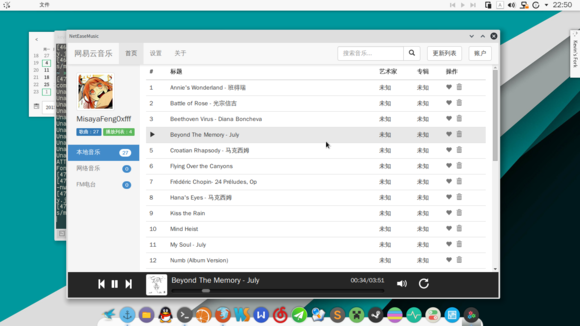 文件
22:50
NetEaseMusic
网易云音乐 首页 设置 关于 搜索音乐... 更新列表 账户
# 标题 艺术家 专辑 操作
1 Annie's Wonderland - 班得瑞 未知 未知
2 Battle of Rose - 光宗信吉 未知 未知
3 Beethoven Virus - Diana Boncheva 未知 未知
Beyond The Memory - July 未知 未知
5 Croatian Rhapsody - 马克西姆 未知 未知
6 Flying Over the Canyons 未知 未知
7 Frédéric Chopin- 24 Préludes, Op 未知 未知
8 Hana's Eyes - 马克西姆 未知 未知
9 Kiss the Rain 未知 未知
10 Mind Heist 未知 未知
11 My Soul - July 未知 未知
12 Numb (Album Version) 未知 未知
MisayaFeng0xfff
歌曲：27 播放列表：4
本地音乐 27
网络音乐 0
FM电台 0
Beyond The Memory - July 00:34/03:51